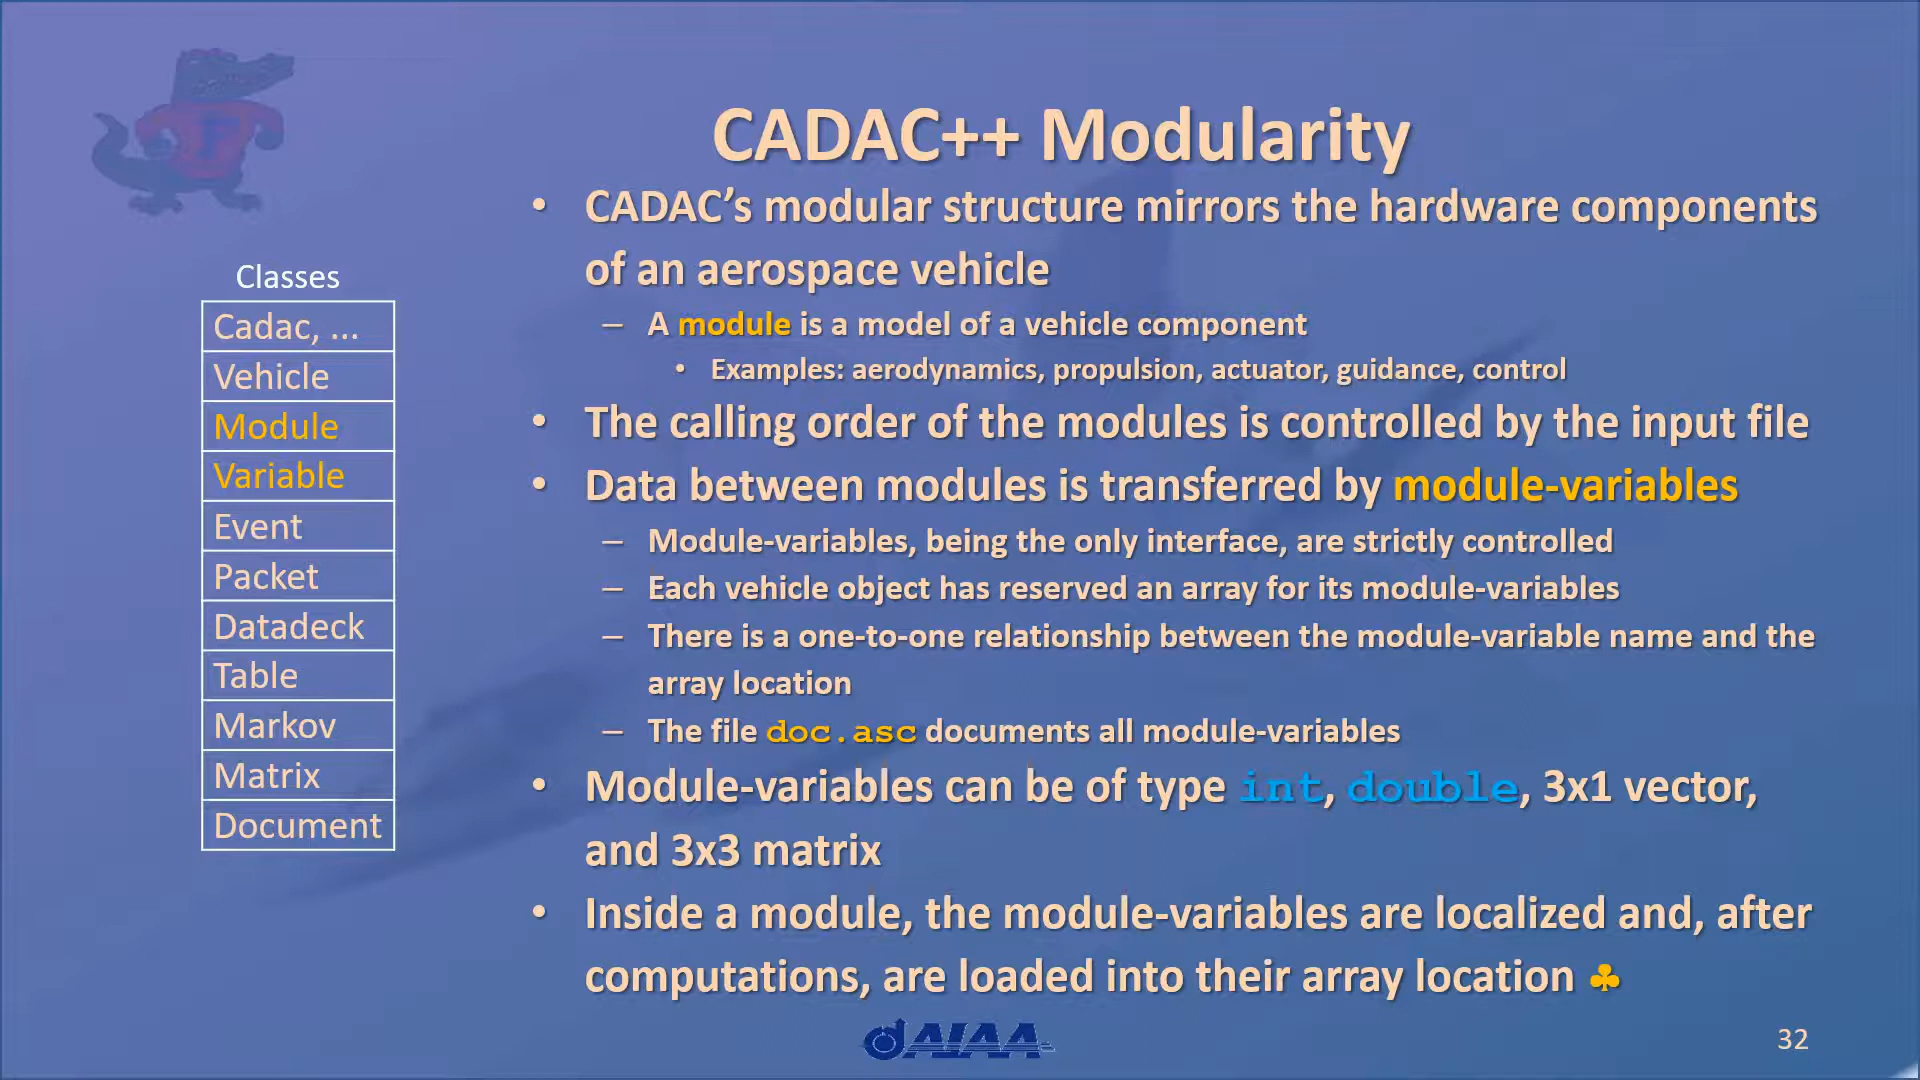 CADAC++ Modularity
Classes
Cadac, ...
Vehicle
Module
Variable
Event
Packet
Datadeck
Table
Markov
Matrix
Document
• CADAC’s modular structure mirrors the hardware components
of an aerospace vehicle
– A module is a model of a vehicle component
• Examples: aerodynamics, propulsion, actuator, guidance, control
• The calling order of the modules is controlled by the input file
• Data between modules is transferred by module-variables
– Module-variables, being the only interface, are strictly controlled
– Each vehicle object has reserved an array for its module-variables
– There is a one-to-one relationship between the module-variable name and the
array location
– The file doc.asc documents all module-variables
• Module-variables can be of type int, double, 3x1 vector,
and 3x3 matrix
• Inside a module, the module-variables are localized and, after
computations, are loaded into their array location ♣
AIAA
32